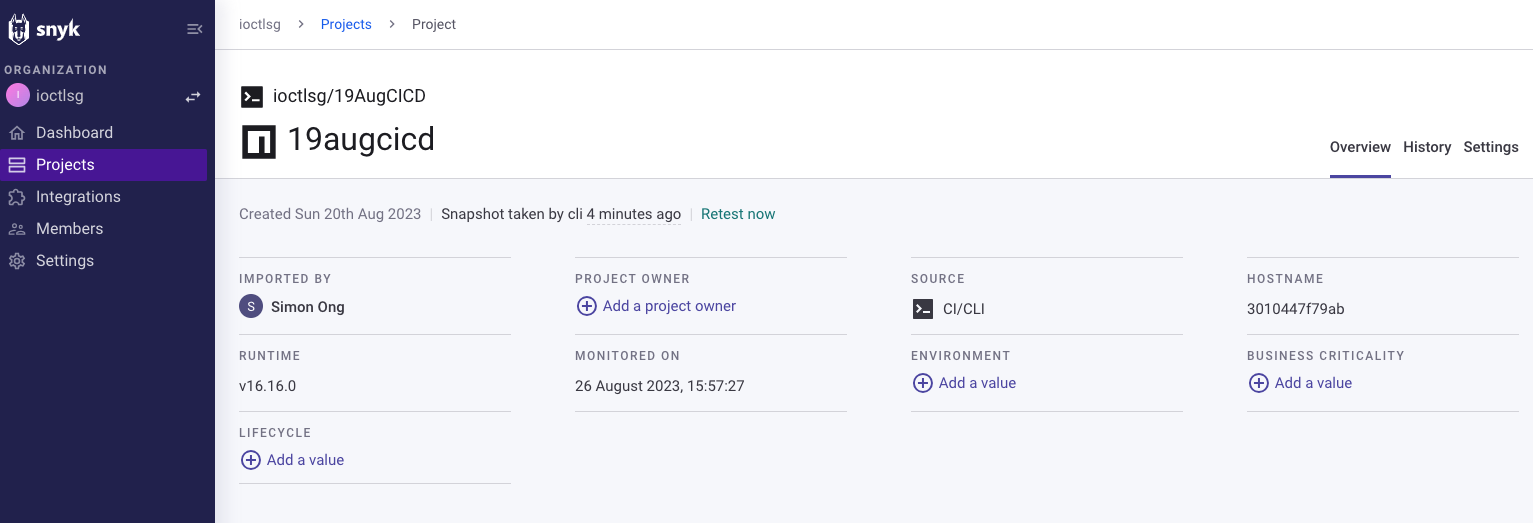 snyk
ORGANIZATION
I ioctlsg
Dashboard
Projects
Integrations
Members
Settings
ioctlsg > Projects > Project
ioctlsg/19AugCICD
19augcicd
Overview History Settings
Created Sun 20th Aug 2023 | Snapshot taken by cli 4 minutes ago | Retest now
IMPORTED BY
S Simon Ong
PROJECT OWNER
Add a project owner
SOURCE
CI/CLI
HOSTNAME
3010447f79ab
RUNTIME
v16.16.0
MONITORED ON
26 August 2023, 15:57:27
ENVIRONMENT
Add a value
BUSINESS CRITICALITY
Add a value
LIFECYCLE
Add a value